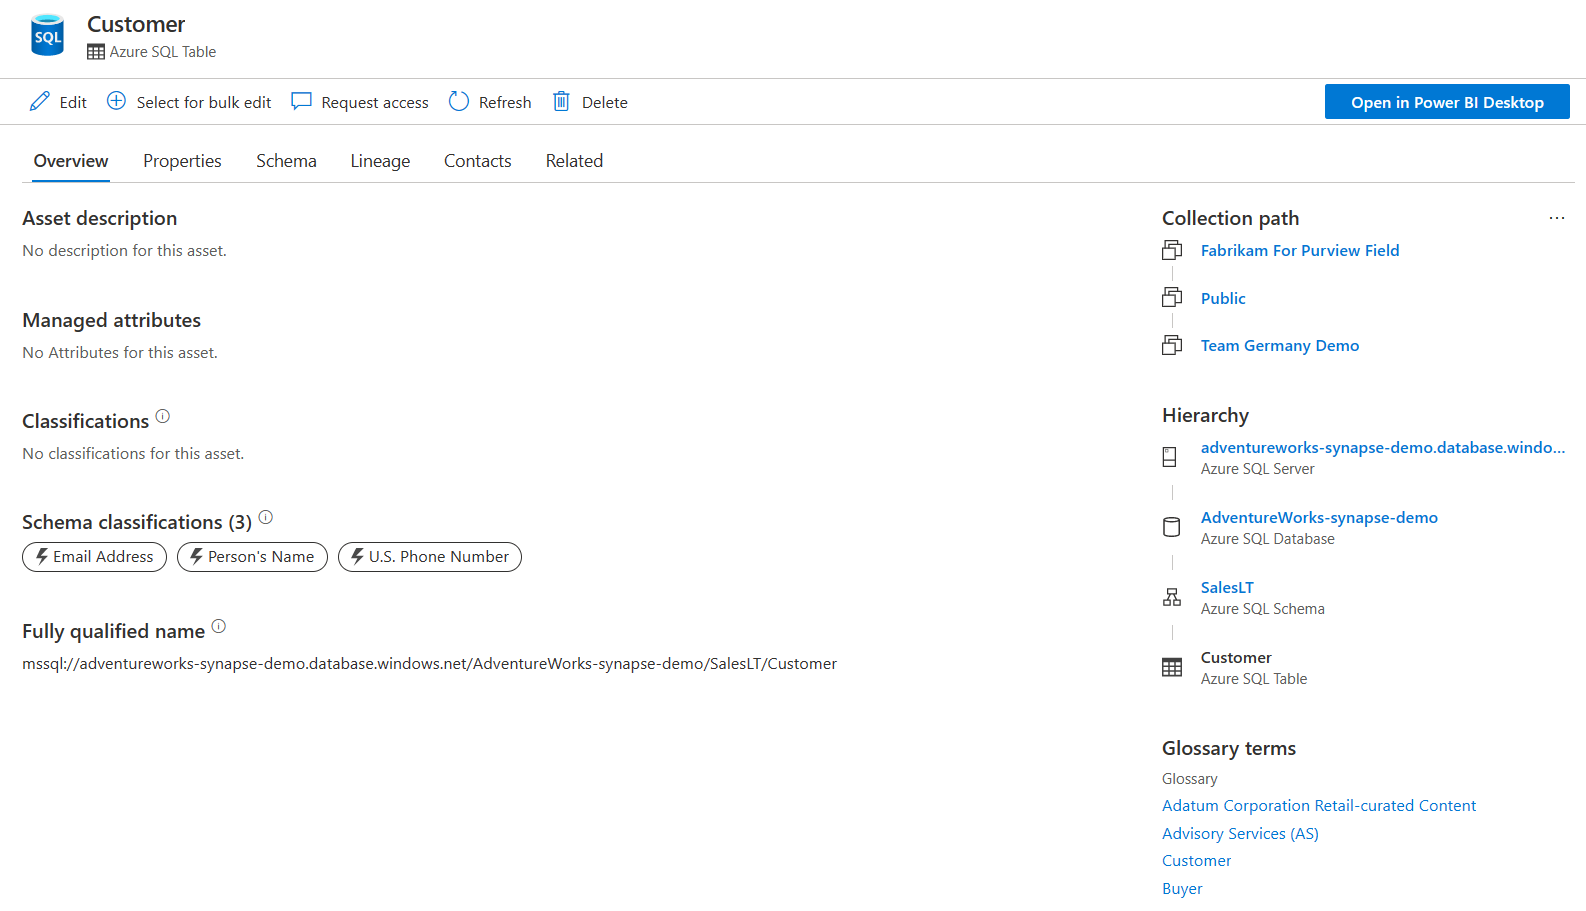 SQL
Customer
Azure SQL Table
Edit
Select for bulk edit
Request access
Refresh
Delete
Open in Power BI Desktop
Overview
Properties
Schema
Lineage
Contacts
Related
Asset description
No description for this asset.
Managed attributes
No Attributes for this asset.
Classifications
No classifications for this asset.
Schema classifications (3)
Email Address
Person's Name
U.S. Phone Number
Fully qualified name
mssql://adventureworks-synapse-demo.database.windows.net/AdventureWorks-synapse-demo/SalesLT/Customer
Collection path
...
Fabrikam For Purview Field
Public
Team Germany Demo
Hierarchy
adventureworks-synapse-demo.database.windo...
Azure SQL Server
AdventureWorks-synapse-demo
Azure SQL Database
SalesLT
Azure SQL Schema
Customer
Azure SQL Table
Glossary terms
Glossary
Adatum Corporation Retail-curated Content
Advisory Services (AS)
Customer
Buyer